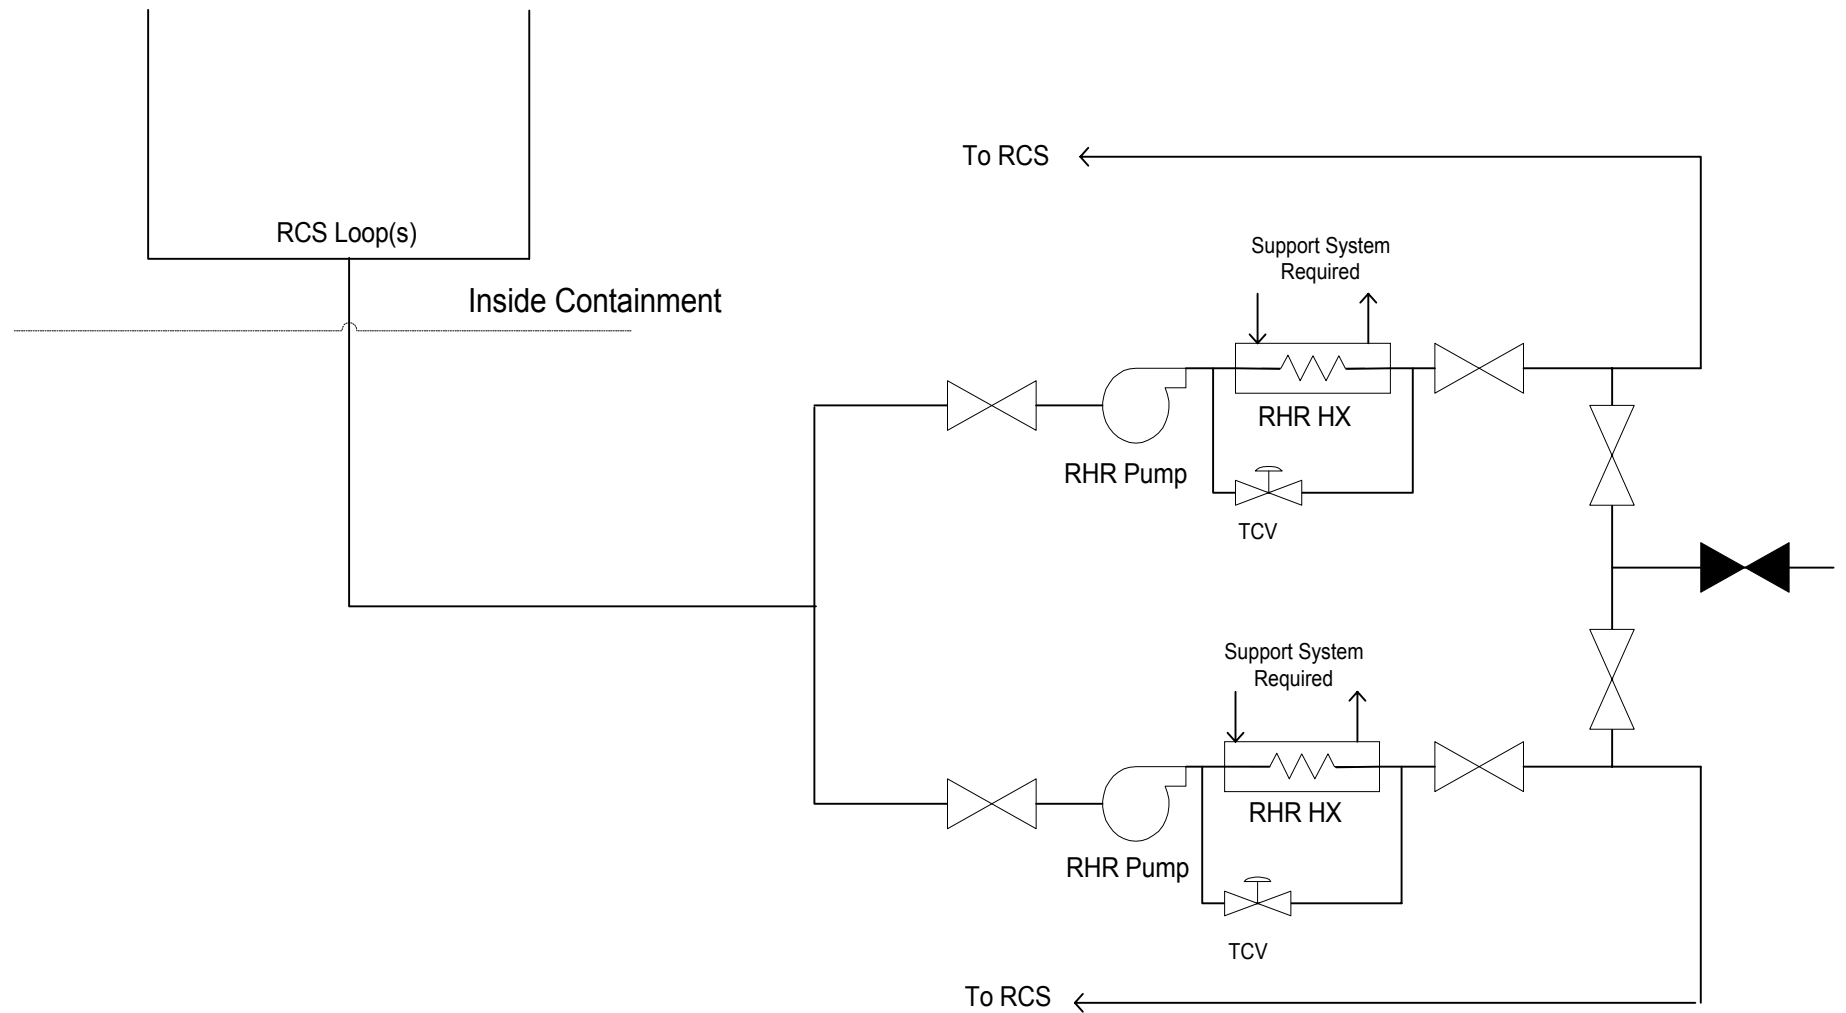 To RCS
RCS Loop(s)
Support System
Required
Inside Containment
RHR HX
RHR Pump
TCV
Support System
Required
RHR HX
RHR Pump
TCV
To RCS